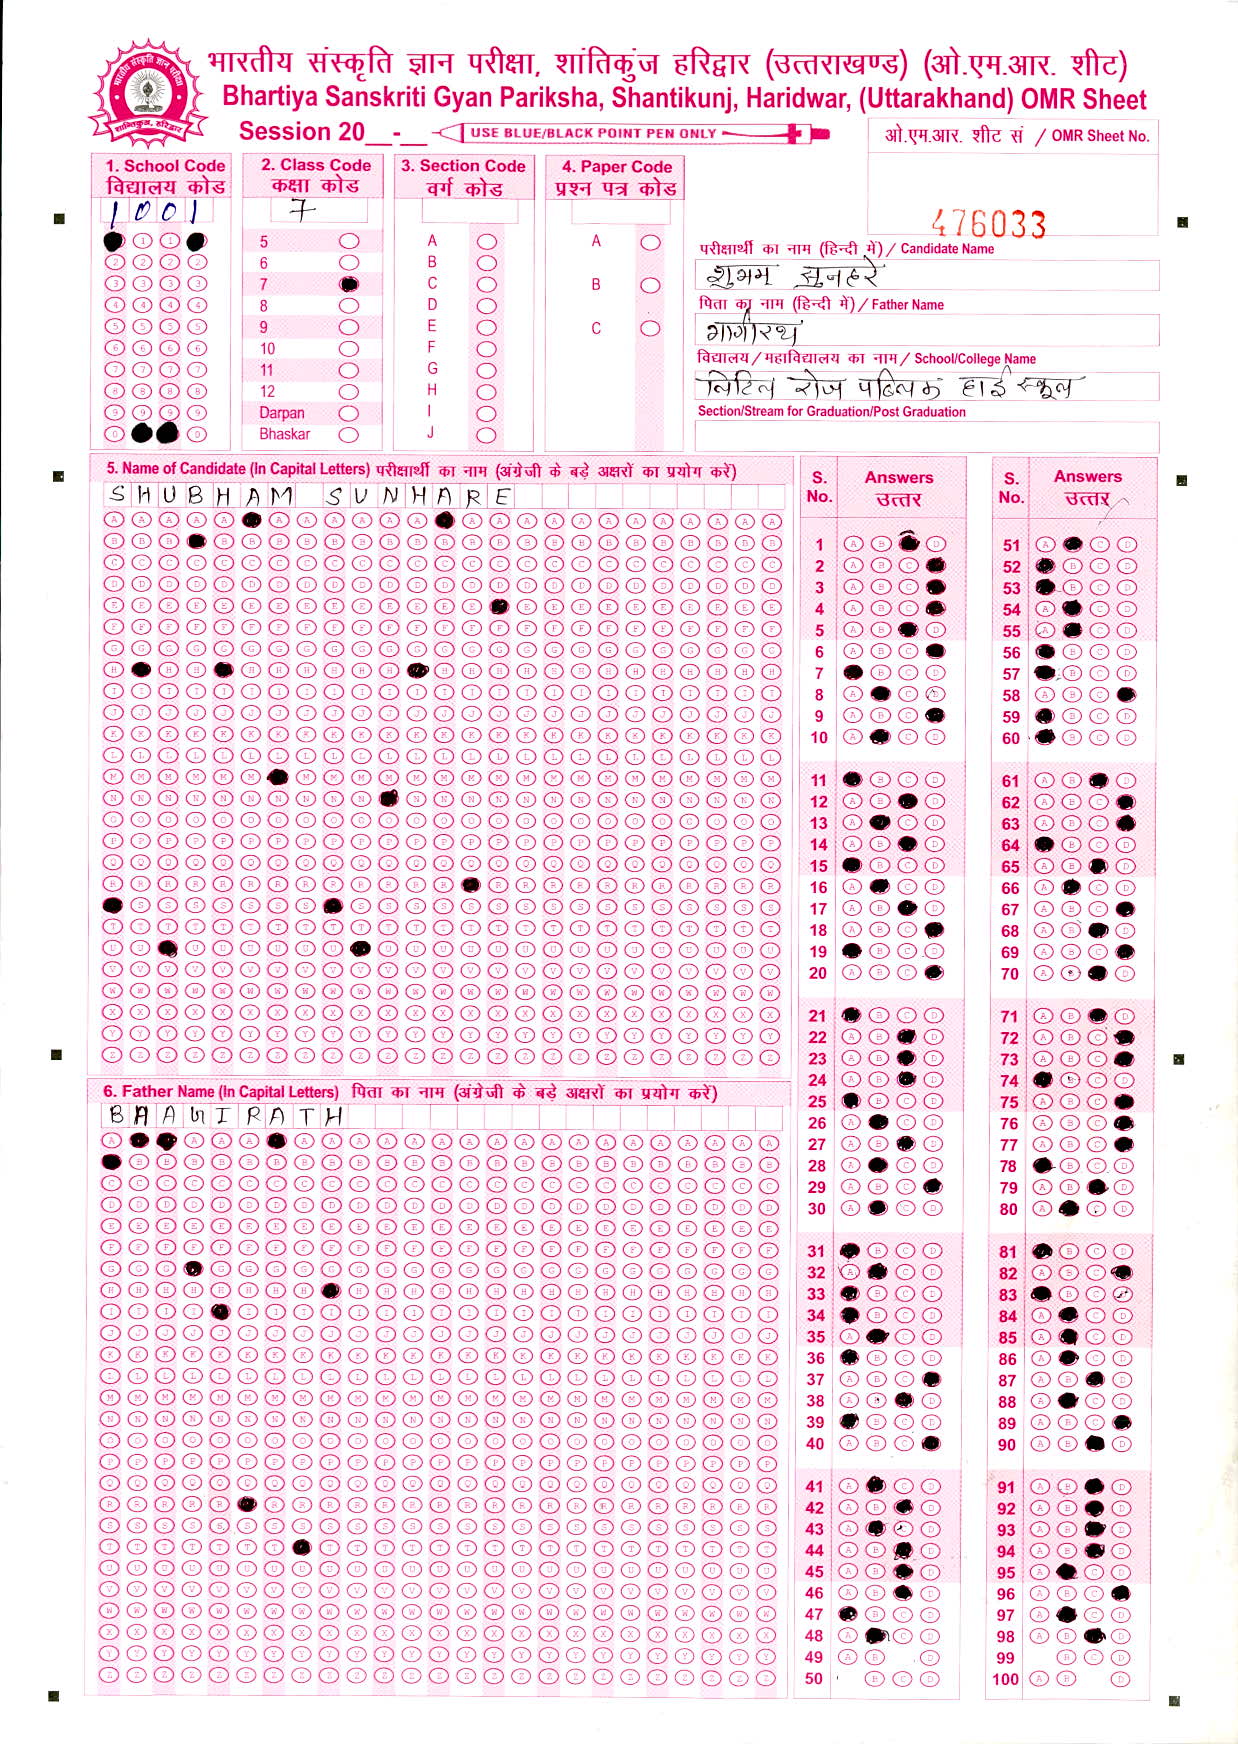 भारतीय संस्कृति ज्ञान परीक्षा, शांतिकुंज हरिद्वार (उत्तराखण्ड) (ओ.एम.आर. शीट)
Bhartiya Sanskriti Gyan Pariksha, Shantikunj, Haridwar, (Uttarakhand) OMR Sheet
Session 20__-__ USE BLUE/BLACK POINT PEN ONLY
ओ.एम.आर. शीट सं / OMR Sheet No.
476033
1. School Code
विद्यालय कोड
1001
2. Class Code
कक्षा कोड
7
5
6
7
8
9
10
11
12
Darpan
Bhaskar
3. Section Code
वर्ग कोड
A
B
C
D
E
F
G
H
I
J
4. Paper Code
प्रश्न पत्र कोड
A
B
C
परीक्षार्थी का नाम (हिन्दी में) / Candidate Name
शुभम सुनहरे
पिता का नाम (हिन्दी में) / Father Name
भागीरथ
विद्यालय / महाविद्यालय का नाम / School/College Name
लिटिल रोज पब्लिक हाई स्कूल
Section/Stream for Graduation/Post Graduation
5. Name of Candidate (In Capital Letters) परीक्षार्थी का नाम (अंग्रेजी के बड़े अक्षरों का प्रयोग करें)
SHUBHAM SUNHARE
6. Father Name (In Capital Letters) पिता का नाम (अंग्रेजी के बड़े अक्षरों का प्रयोग करें)
BAAGIRATH
S. No. Answers उत्तर
1
2
3
4
5
6
7
8
9
10
11
12
13
14
15
16
17
18
19
20
21
22
23
24
25
26
27
28
29
30
31
32
33
34
35
36
37
38
39
40
41
42
43
44
45
46
47
48
49
50
S. No. Answers उत्तर
51
52
53
54
55
56
57
58
59
60
61
62
63
64
65
66
67
68
69
70
71
72
73
74
75
76
77
78
79
80
81
82
83
84
85
86
87
88
89
90
91
92
93
94
95
96
97
98
99
100